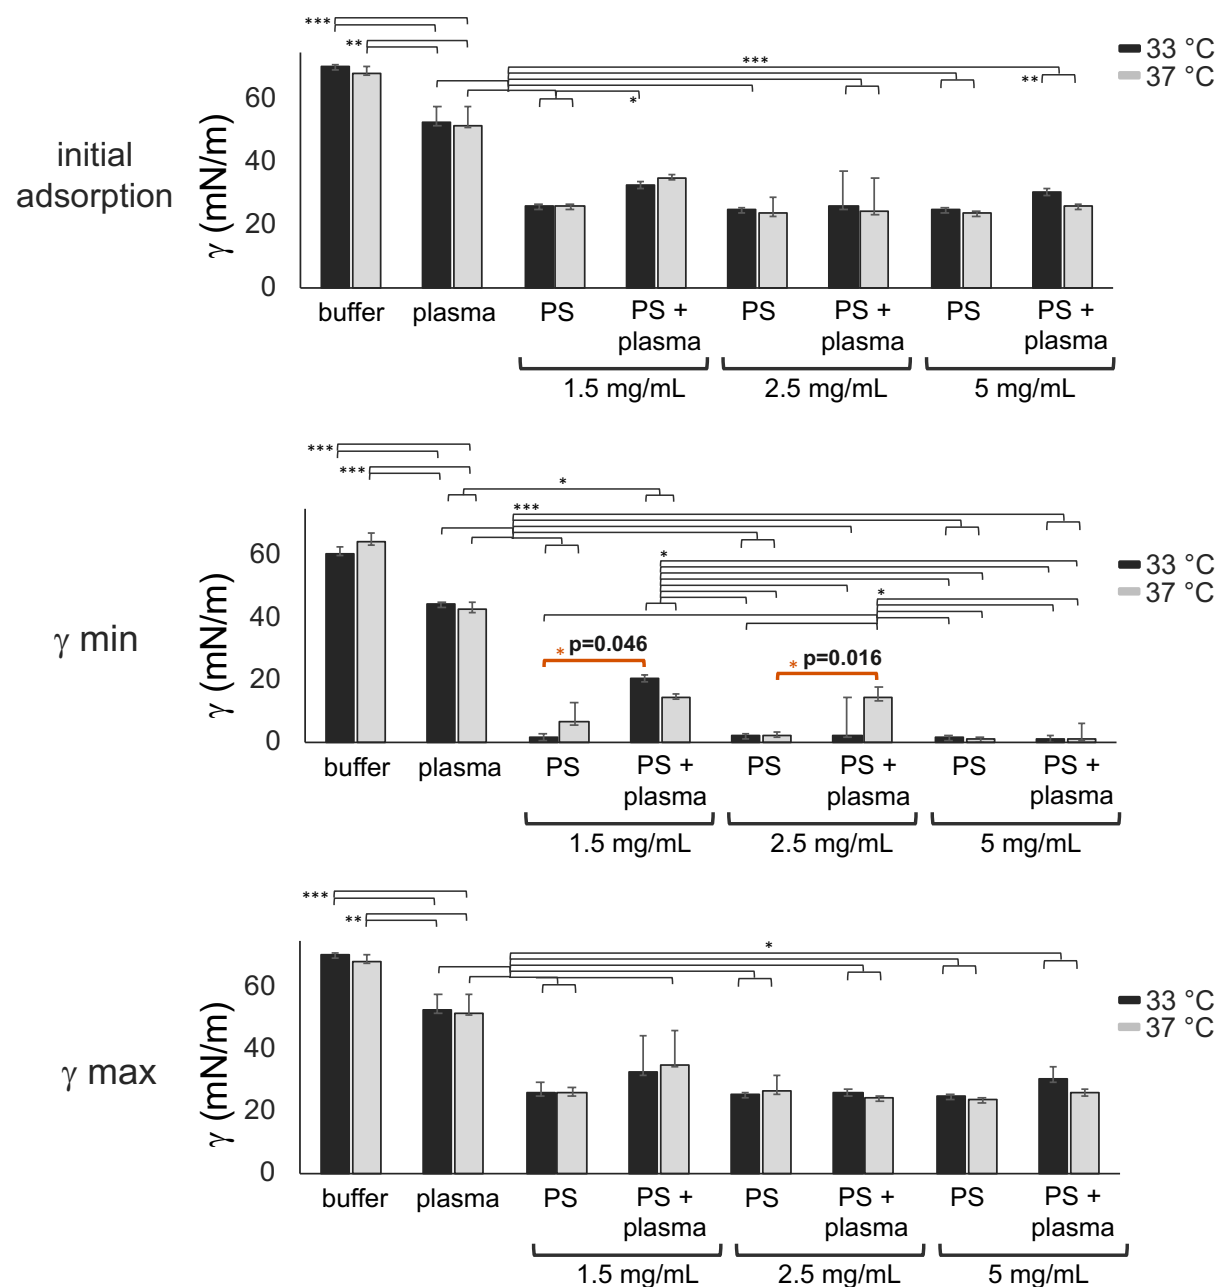 ***
**
***
*
**
33 °C
37 °C
initial
adsorption
γ (mN/m)
60
40
20
0
buffer
plasma
PS
PS +
plasma
PS
PS +
plasma
PS
PS +
plasma
1.5 mg/mL
2.5 mg/mL
5 mg/mL
***
***
*
***
*
*
33 °C
37 °C
γ min
γ (mN/m)
60
40
20
0
* p=0.046
* p=0.016
buffer
plasma
PS
PS +
plasma
PS
PS +
plasma
PS
PS +
plasma
1.5 mg/mL
2.5 mg/mL
5 mg/mL
***
**
*
33 °C
37 °C
γ max
γ (mN/m)
60
40
20
0
buffer
plasma
PS
PS +
plasma
PS
PS +
plasma
PS
PS +
plasma
1.5 mg/mL
2.5 mg/mL
5 mg/mL